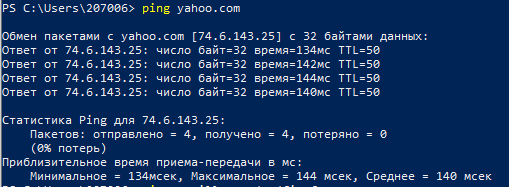 PS C:\Users\207006> ping yahoo.com
Обмен пакетами с yahoo.com [74.6.143.25] с 32 байтами данных:
Ответ от 74.6.143.25: число байт=32 время=134мс TTL=50
Ответ от 74.6.143.25: число байт=32 время=142мс TTL=50
Ответ от 74.6.143.25: число байт=32 время=144мс TTL=50
Ответ от 74.6.143.25: число байт=32 время=140мс TTL=50
Статистика Ping для 74.6.143.25:
Пакетов: отправлено = 4, получено = 4, потеряно = 0
(0% потерь)
Приблизительное время приема-передачи в мс:
Минимальное = 134мсек, Максимальное = 144 мсек, Среднее = 140 мсек